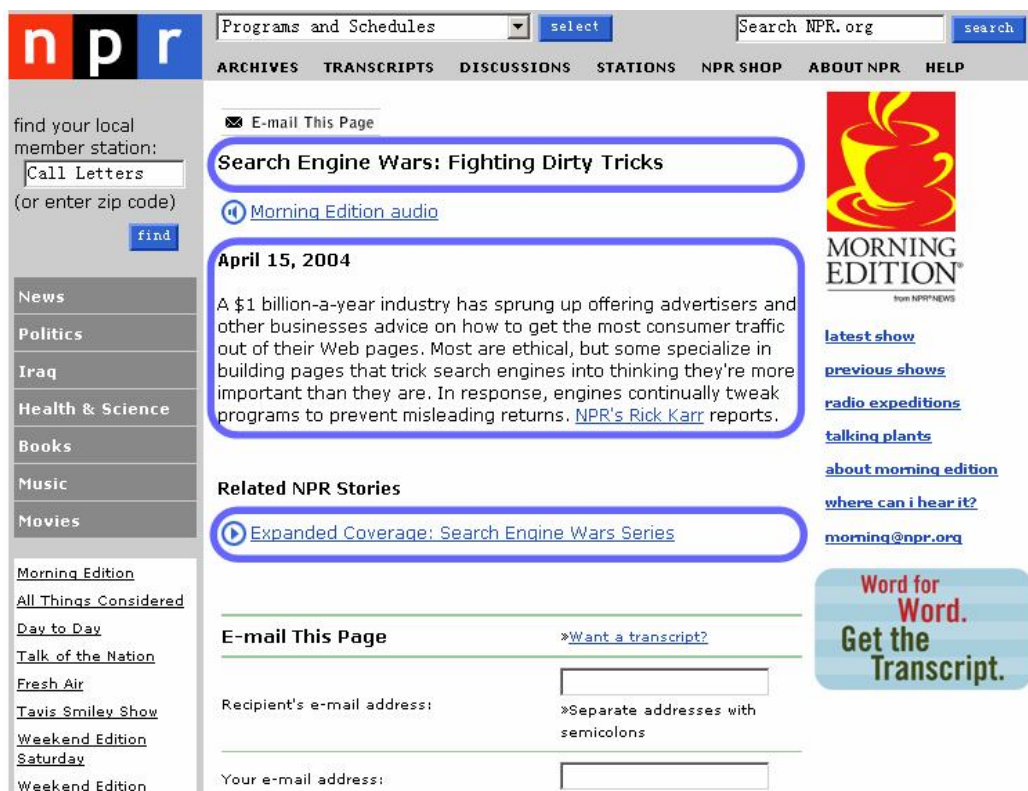 npr
Programs and Schedules
select
Search NPR.org
search
ARCHIVES TRANSCRIPTS DISCUSSIONS STATIONS NPR SHOP ABOUT NPR HELP
find your local
member station:
Call Letters
(or enter zip code)
find
News
Politics
Iraq
Health & Science
Books
Music
Movies
Morning Edition
All Things Considered
Day to Day
Talk of the Nation
Fresh Air
Tavis Smiley Show
Weekend Edition
Saturday
Weekend Edition
E-mail This Page
Search Engine Wars: Fighting Dirty Tricks
Morning Edition audio
April 15, 2004
A $1 billion-a-year industry has sprung up offering advertisers and
other businesses advice on how to get the most consumer traffic
out of their Web pages. Most are ethical, but some specialize in
building pages that trick search engines into thinking they're more
important than they are. In response, engines continually tweak
programs to prevent misleading returns. NPR's Rick Karr reports.
Related NPR Stories
Expanded Coverage: Search Engine Wars Series
E-mail This Page »Want a transcript?
Recipient's e-mail address:
»Separate addresses with
semicolons
Your e-mail address:
MORNING
EDITION®
from NPR®NEWS
latest show
previous shows
radio expeditions
talking plants
about morning edition
where can i hear it?
morning@npr.org
Word for
Word.
Get the
Transcript.